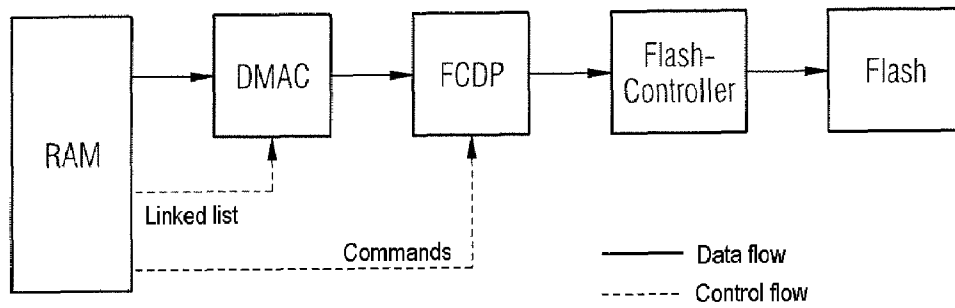 RAM
DMAC
FCDP
Flash-
Controller
Flash
Linked list
Commands
Data flow
Control flow